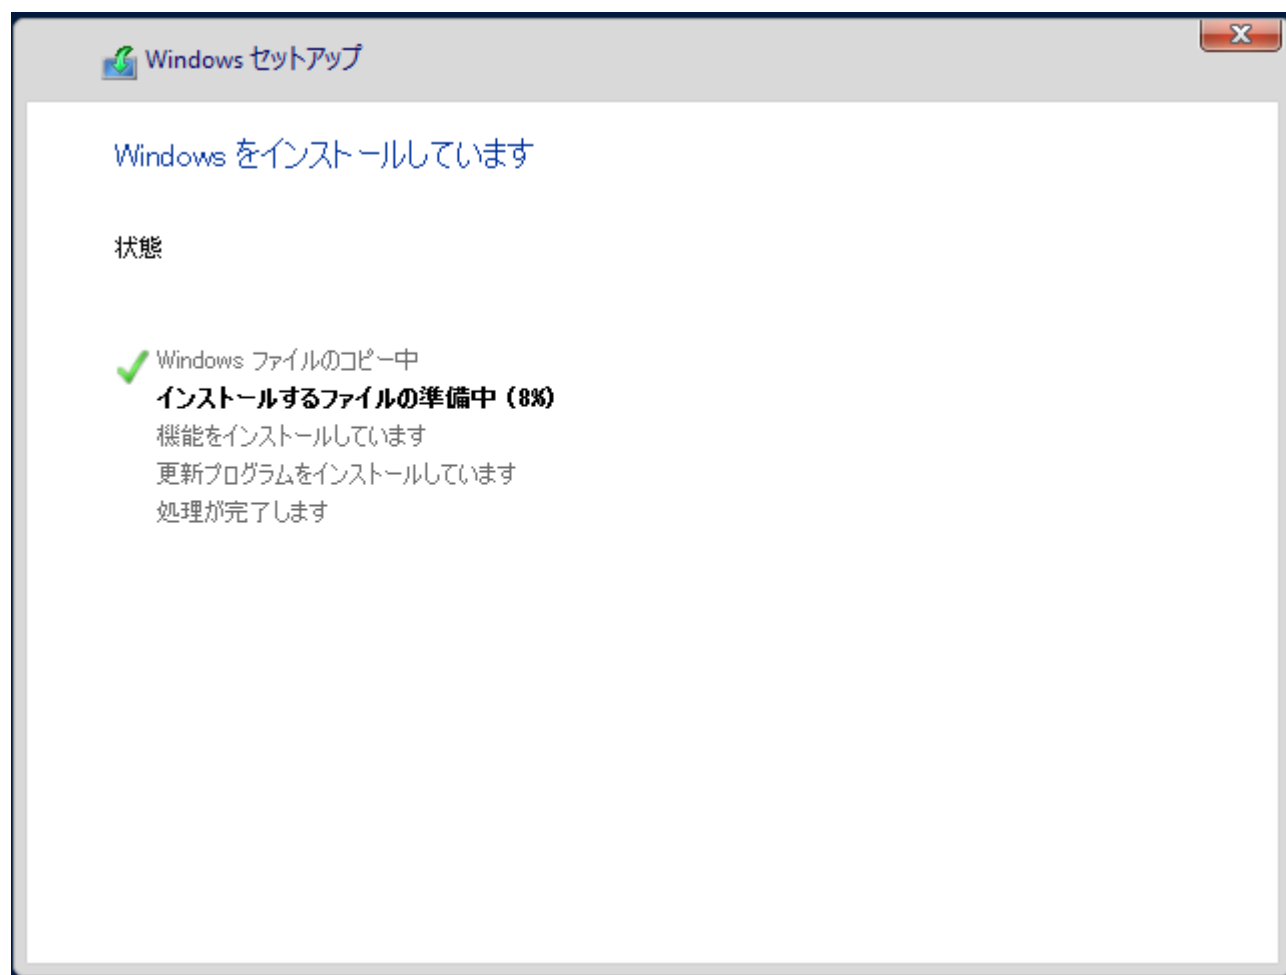 Windows セットアップ
Windows をインストールしています
状態
Windows ファイルのコピー中
インストールするファイルの準備中 (8%)
機能をインストールしています
更新プログラムをインストールしています
処理が完了します